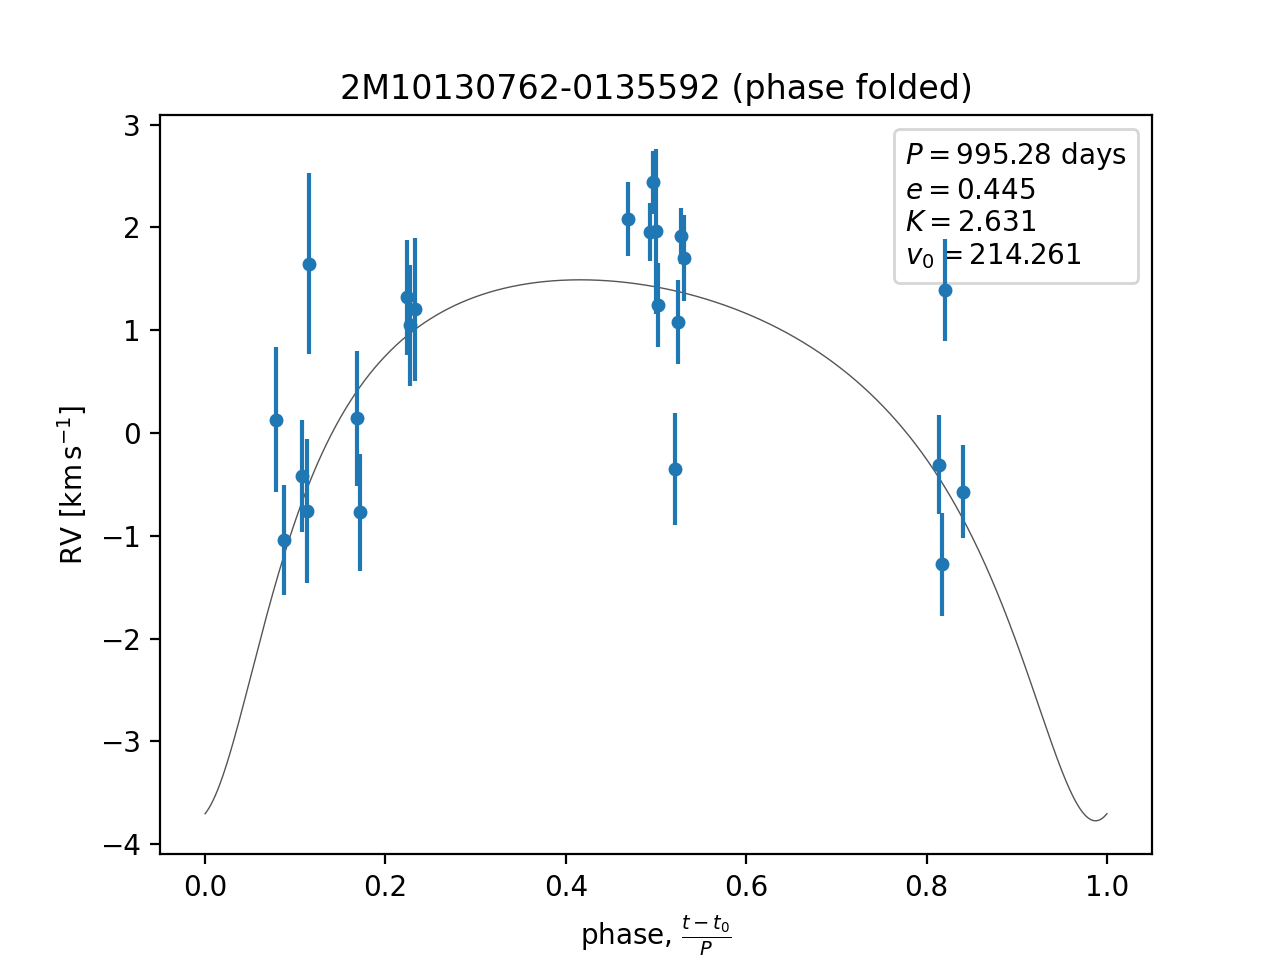 2M10130762-0135592 (phase folded)
P = 995.28 days
e = 0.445
K = 2.631
v₀ = 214.261
3
2
1
0
−1
−2
−3
−4
RV [km s⁻¹]
0.0 0.2 0.4 0.6 0.8 1.0
phase, (t − t₀)/P